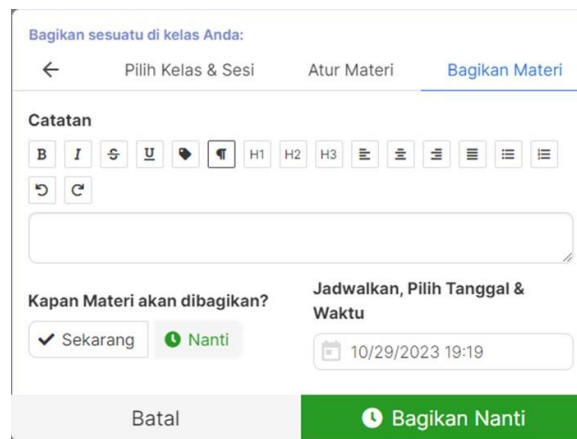 Bagikan sesuatu di kelas Anda:
Pilih Kelas & Sesi Atur Materi Bagikan Materi
Catatan
B I S U ¶ H1 H2 H3
Kapan Materi akan dibagikan?
Sekarang Nanti
Jadwalkan, Pilih Tanggal &
Waktu
10/29/2023 19:19
Batal Bagikan Nanti